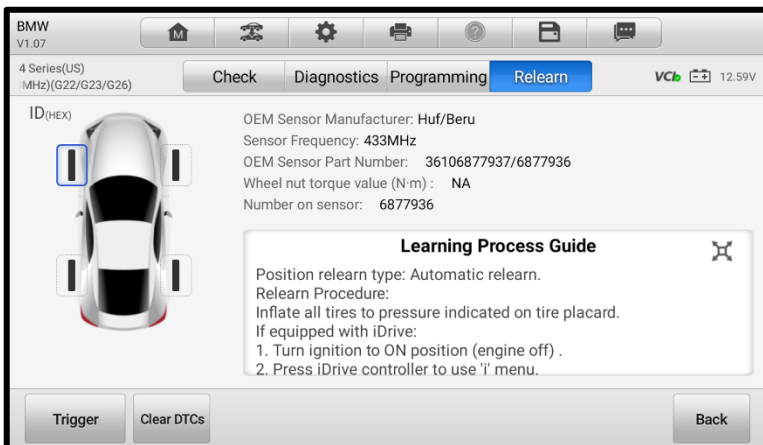 BMW
V1.07
M
4 Series(US)
MHz)(G22/G23/G26)
Check
Diagnostics
Programming
Relearn
VCI
12.59V
ID(HEX)
OEM Sensor Manufacturer: Huf/Beru
Sensor Frequency: 433MHz
OEM Sensor Part Number: 36106877937/6877936
Wheel nut torque value (N·m) : NA
Number on sensor: 6877936
Learning Process Guide
Position relearn type: Automatic relearn.
Relearn Procedure:
Inflate all tires to pressure indicated on tire placard.
If equipped with iDrive:
1. Turn ignition to ON position (engine off) .
2. Press iDrive controller to use 'i' menu.
Trigger
Clear DTCs
Back